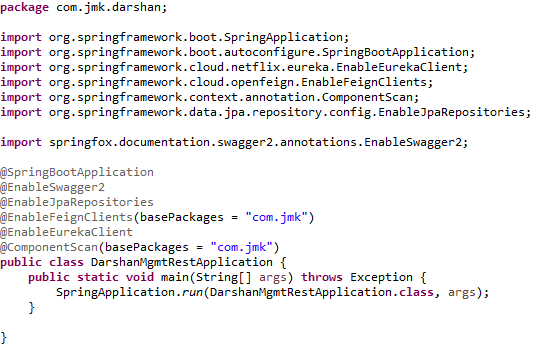 package com.jmk.darshan;

import org.springframework.boot.SpringApplication;
import org.springframework.boot.autoconfigure.SpringBootApplication;
import org.springframework.cloud.netflix.eureka.EnableEurekaClient;
import org.springframework.cloud.openfeign.EnableFeignClients;
import org.springframework.context.annotation.ComponentScan;
import org.springframework.data.jpa.repository.config.EnableJpaRepositories;

import springfox.documentation.swagger2.annotations.EnableSwagger2;

@SpringBootApplication
@EnableSwagger2
@EnableJpaRepositories
@EnableFeignClients(basePackages = "com.jmk")
@EnableEurekaClient
@ComponentScan(basePackages = "com.jmk")
public class DarshanMgmtRestApplication {
    public static void main(String[] args) throws Exception {
        SpringApplication.run(DarshanMgmtRestApplication.class, args);
    }

}